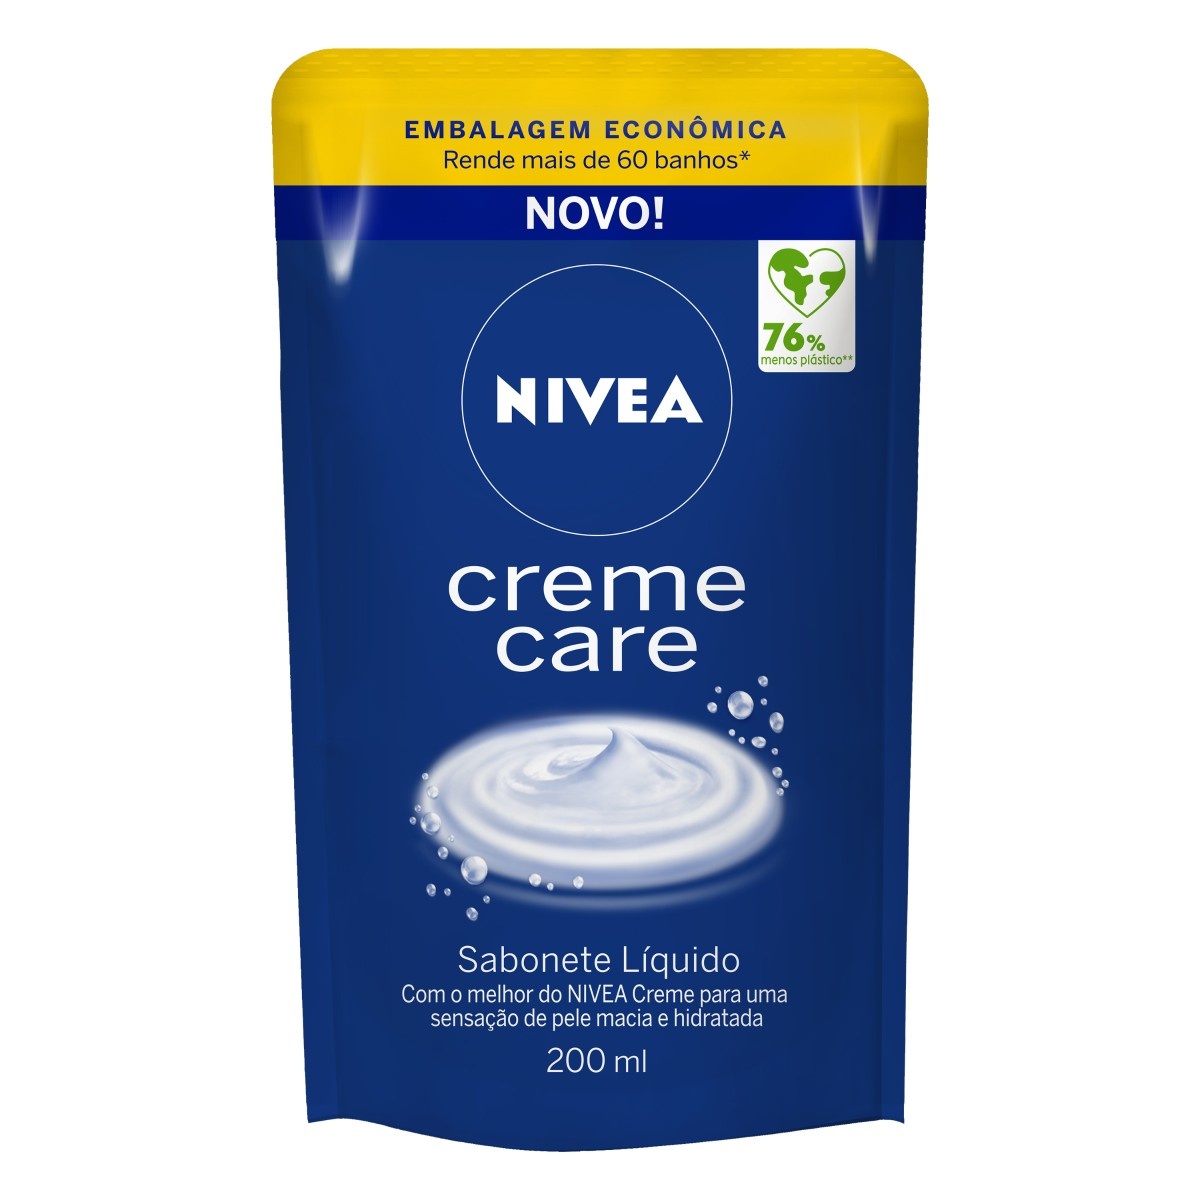 EMBALAGEM ECONÔMICA
Rende mais de 60 banhos*
NOVO!
76%
menos plástico**
NIVEA
creme
care
Sabonete Líquido
Com o melhor do NIVEA Creme para uma
sensação de pele macia e hidratada
200 ml